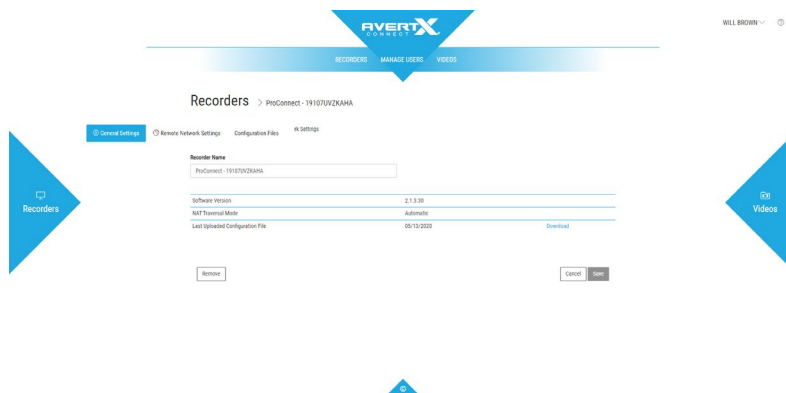 AVERTX
CONNECT
WILL BROWN
RECORDERS MANAGE USERS VIDEOS
Recorders > ProConnect - 19107UVZKAHA
General Settings Remote Network Settings Configuration Files rk Settings
Recorder Name
ProConnect - 19107UVZKAHA
Recorders
Videos
Software Version 2.1.3.30
NAT Traversal Mode Automatic
Last Uploaded Configuration File 05/13/2020 Download
Remove Cancel Save
©